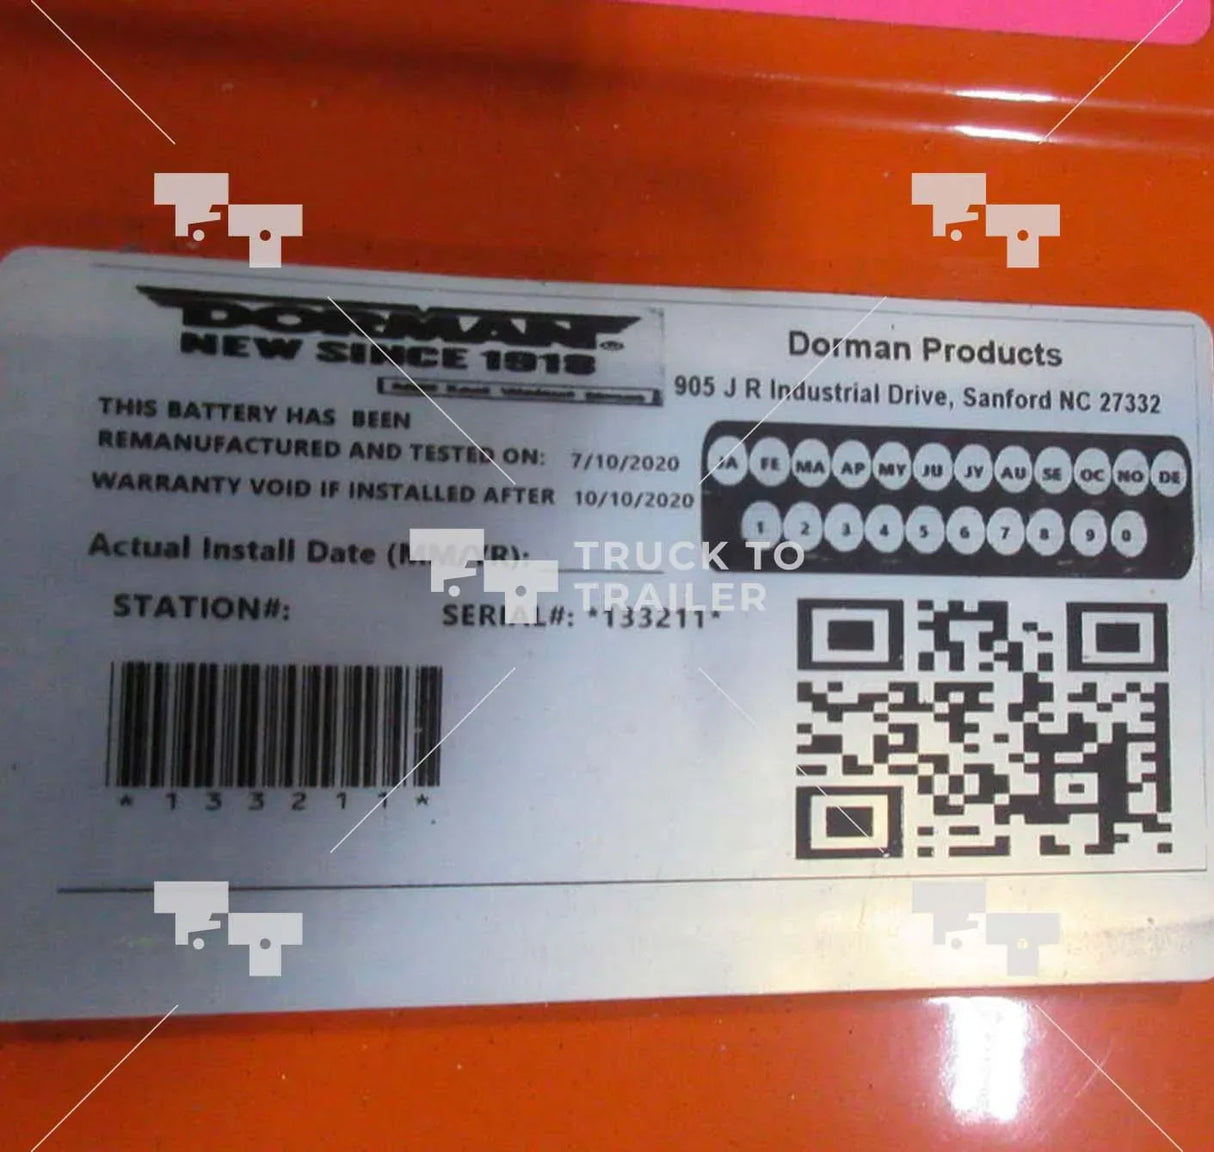 DORMAN®
NEW SINCE 1918
Dorman Products
905 J R Industrial Drive, Sanford NC 27332
THIS BATTERY HAS BEEN
REMANUFACTURED AND TESTED ON: 7/10/2020
WARRANTY VOID IF INSTALLED AFTER 10/10/2020
JA FE MA AP MY JU JY AU SE OC NO DE
1 2 3 4 5 6 7 8 9 0
Actual Install Date (MM/YR):
TRUCK TO
TRAILER
STATION#: SERIAL#: *133211*
*133211*